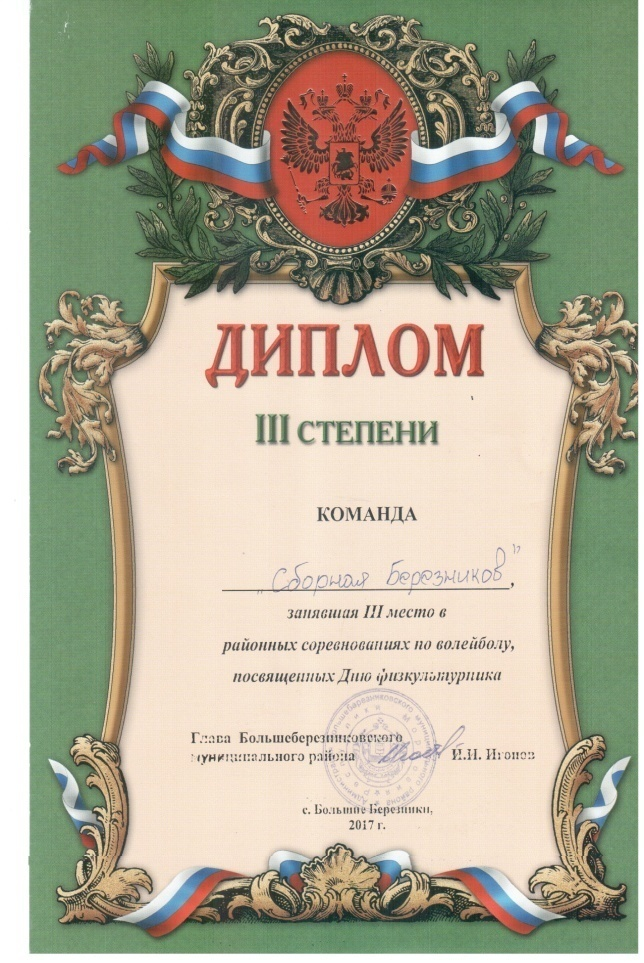 ДИПЛОМ
III СТЕПЕНИ
КОМАНДА
„Сборная Березников",
занявшая III место в
районных соревнованиях по волейболу,
посвященных Дню физкультурника
Глава Большеберезниковского
муниципального района И.И. Игонов
с. Большие Березники,
2017 г.